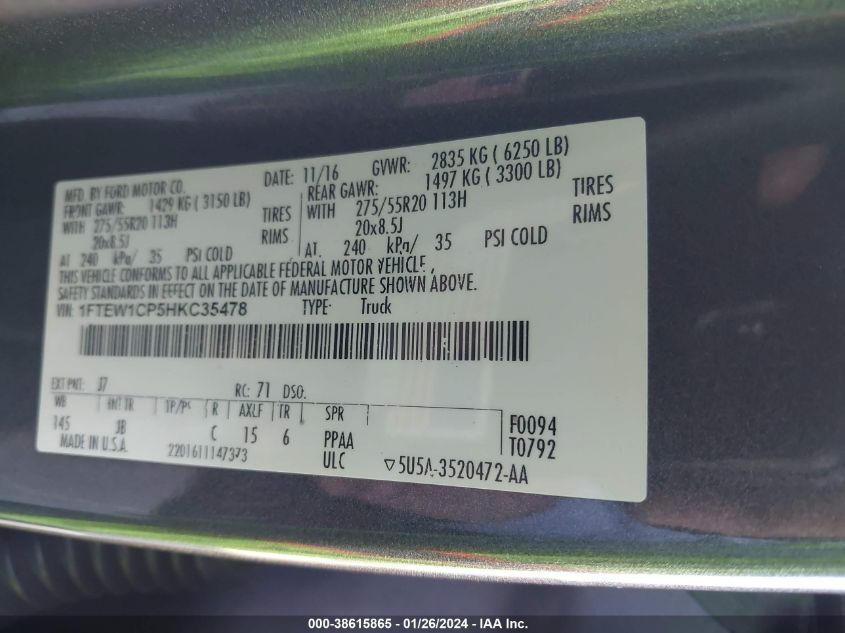 MFD. BY FORD MOTOR CO.
DATE: 11/16 GVWR: 2835 KG ( 6250 LB)
FRONT GAWR: 1429 KG ( 3150 LB) REAR GAWR: 1497 KG ( 3300 LB)
WITH 275/55R20 113H TIRES WITH 275/55R20 113H TIRES
20x8.5J RIMS 20x8.5J RIMS
AT 240 kPa/ 35 PSI COLD AT 240 kPa/ 35 PSI COLD
THIS VEHICLE CONFORMS TO ALL APPLICABLE FEDERAL MOTOR VEHICLE
SAFETY STANDARDS IN EFFECT ON THE DATE OF MANUFACTURE SHOWN ABOVE.
VIN: 1FTEW1CP5HKC35478 TYPE: Truck
EXT PNT: J7 RC: 71 DSO:
WB INT TR TP/PS R AXLE TR SPR
145 JB C 15 6 PPAA F0094
MADE IN U.S.A. 2201611147373 ULC T0792
▽5U5A-3520472-AA
000-38615865 - 01/26/2024 - IAA Inc.